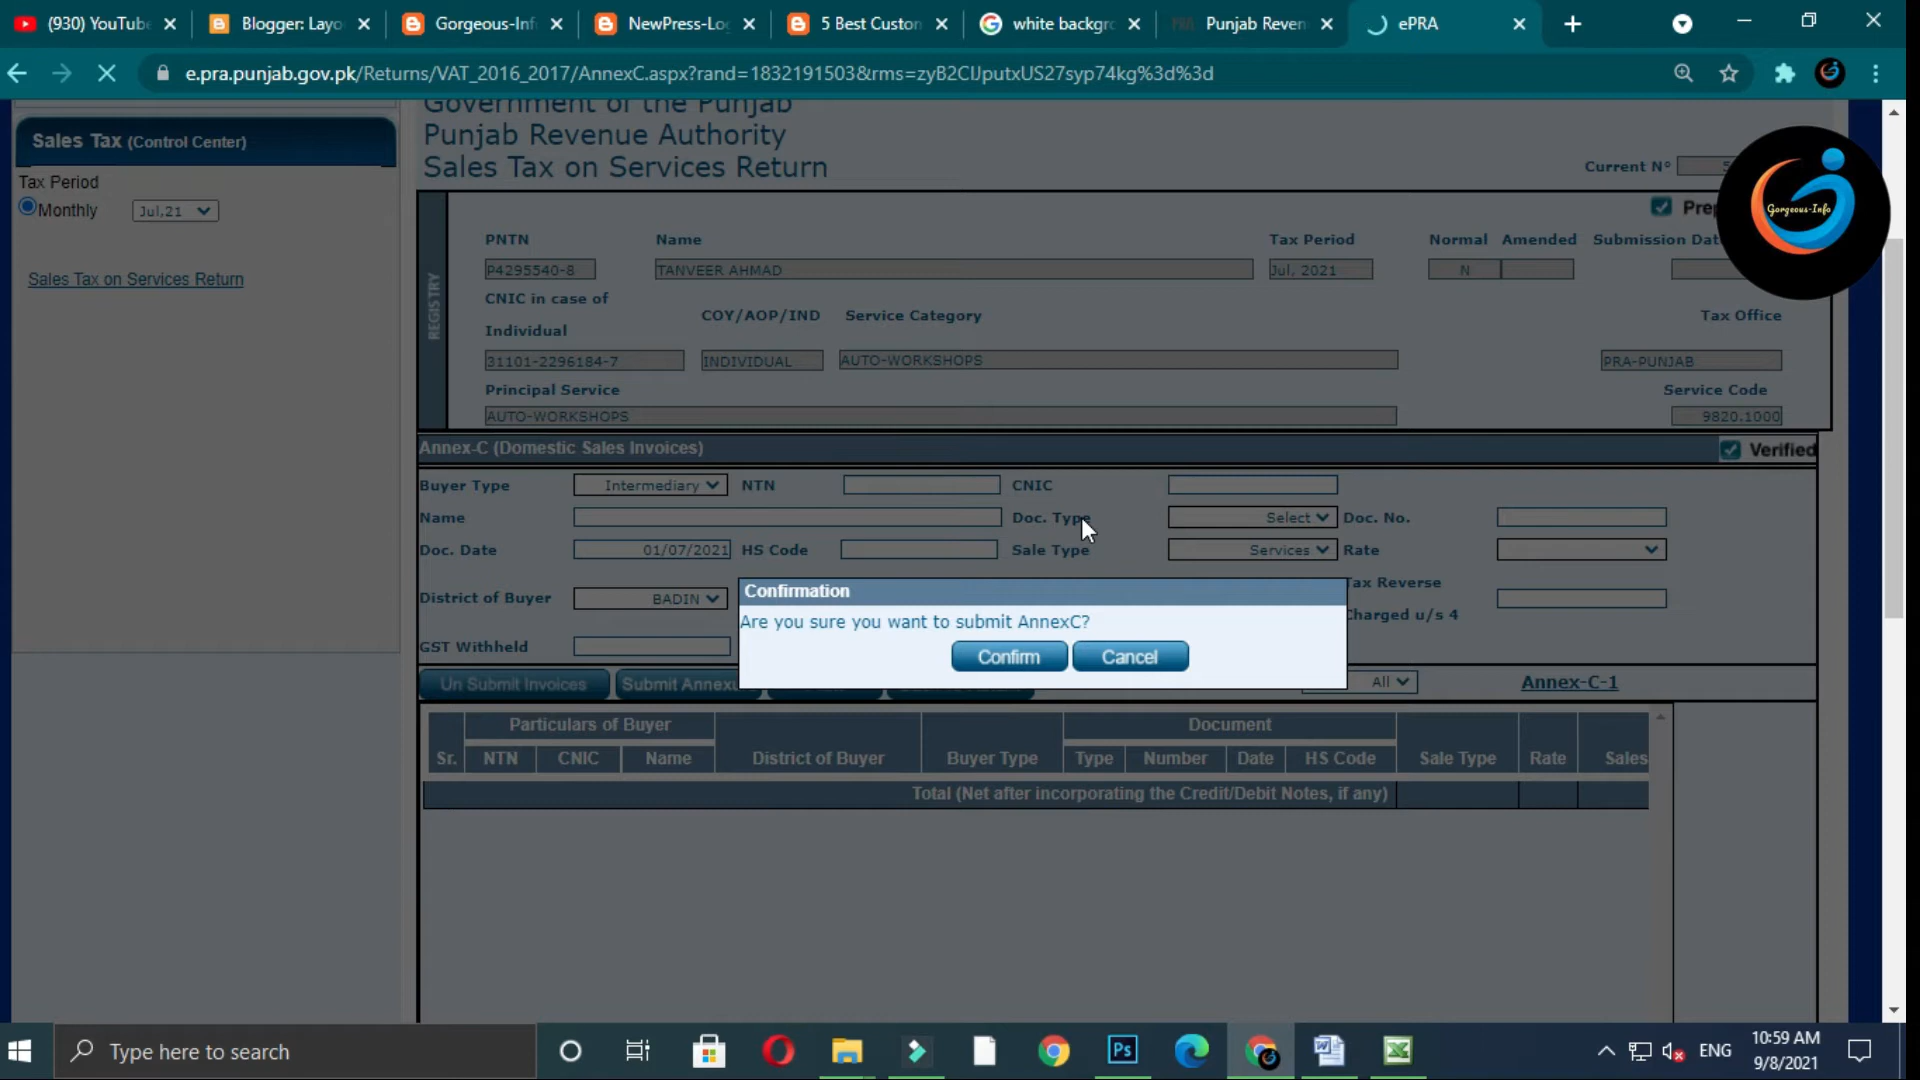 (930) YouTube
Blogger: Layo
Gorgeous-Inf
NewPress-Lo
5 Best Custom
white backgr
Punjab Reven
ePRA
e.pra.punjab.gov.pk/Returns/VAT_2016_2017/AnnexC.aspx?rand=1832191503&rms=zyB2ClJputxUS27syp74kg%3d%3d
Government of the Punjab
Punjab Revenue Authority
Sales Tax on Services Return
Current N°
Sales Tax (Control Center)
Tax Period
Monthly Jul,21
Sales Tax on Services Return
Gorgeous-Info
REGISTRY
PNTN Name Tax Period Normal Amended
P4295540-8 TANVEER AHMAD Jul, 2021 N
CNIC in case of
Individual COY/AOP/IND Service Category Tax Office
31101-2296184-7 INDIVIDUAL AUTO-WORKSHOPS PRA-PUNJAB
Principal Service Service Code
AUTO-WORKSHOPS 9820.1000
Annex-C (Domestic Sales Invoices) Verified
Buyer Type Intermediary NTN CNIC
Name Doc. Type Select Doc. No.
Doc. Date 01/07/2021 HS Code Sale Type Services Rate
District of Buyer BADIN Tax Reverse
Charged u/s 4
GST Withheld
Confirmation
Are you sure you want to submit AnnexC?
Confirm Cancel
Un Submit Invoices Submit Annex All Annex-C-1
Particulars of Buyer Document
Sr. NTN CNIC Name District of Buyer Buyer Type Type Number Date HS Code Sale Type Rate Sales
Total (Net after incorporating the Credit/Debit Notes, if any)
Type here to search
Ps
ENG
10:59 AM
9/8/2021